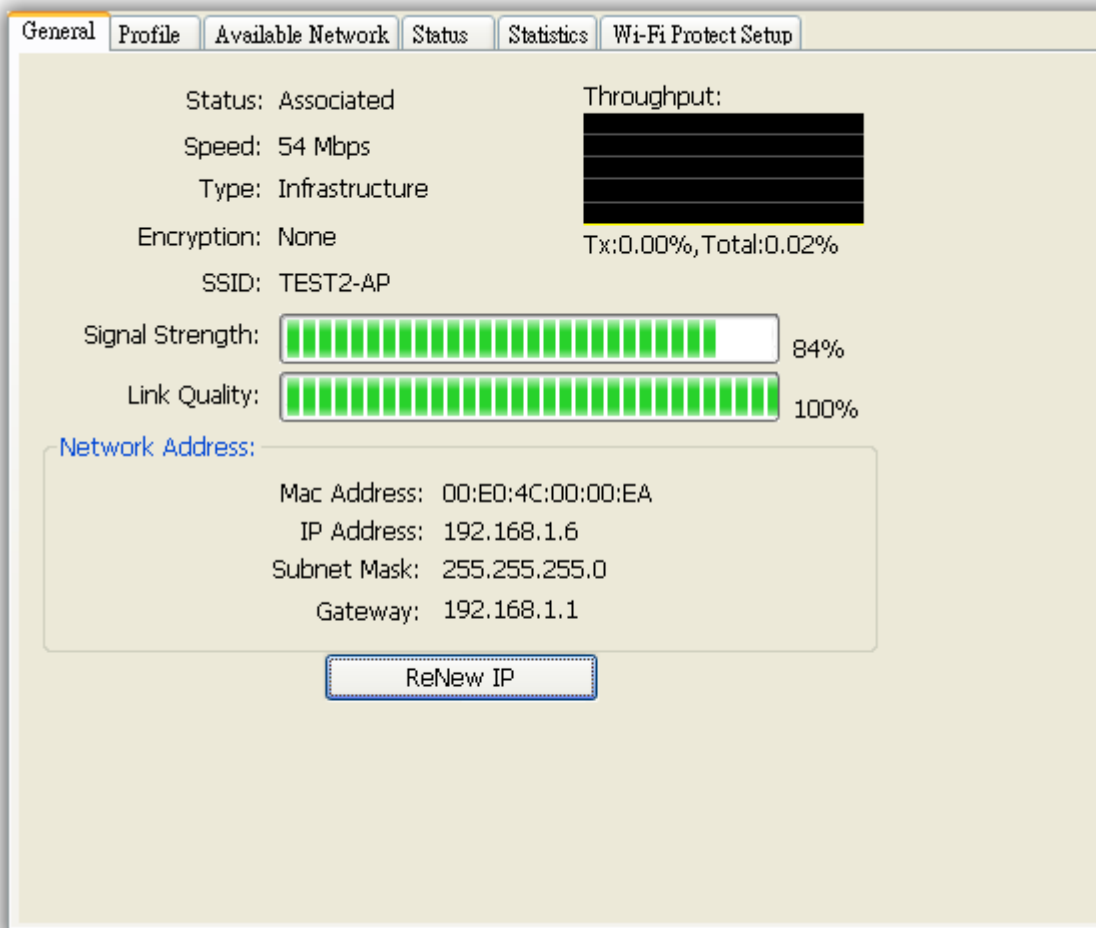 General Profile Available Network Status Statistics Wi-Fi Protect Setup
Status: Associated
Throughput:
Speed: 54 Mbps
Type: Infrastructure
Encryption: None
Tx:0.00%,Total:0.02%
SSID: TEST2-AP
Signal Strength: 84%
Link Quality: 100%
Network Address:
Mac Address: 00:E0:4C:00:00:EA
IP Address: 192.168.1.6
Subnet Mask: 255.255.255.0
Gateway: 192.168.1.1
ReNew IP